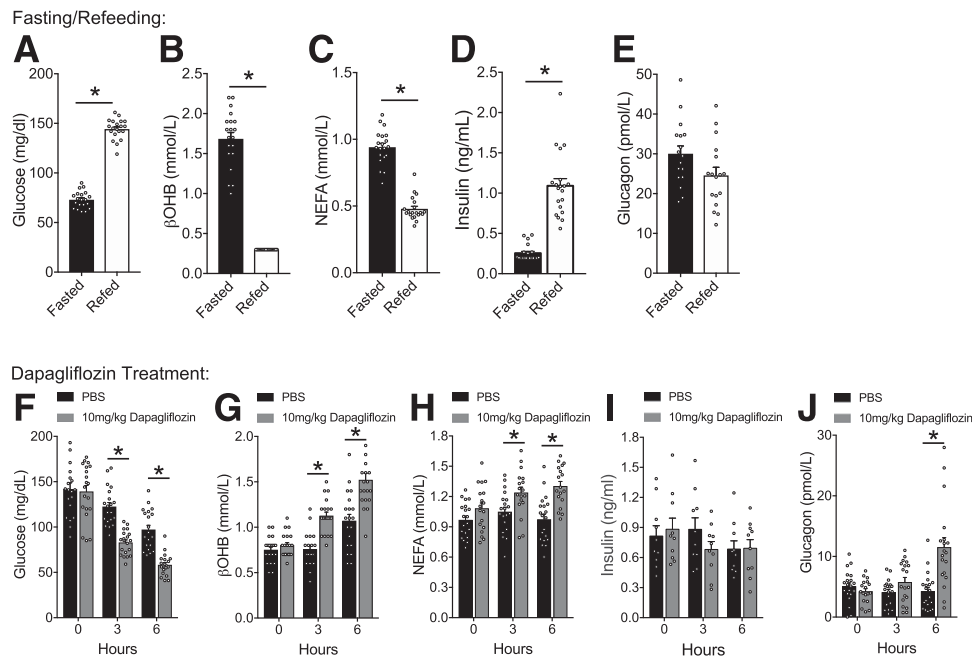 Fasting/Refeeding:
A
B
C
D
E
Glucose (mg/dl)
200
150
100
50
0
*
Fasted
Refed
βOHB (mmol/L)
2.5
2.0
1.5
1.0
0.5
0.0
*
Fasted
Refed
NEFA (mmol/L)
1.5
1.0
0.5
0.0
*
Fasted
Refed
Insulin (ng/mL)
2.5
2.0
1.5
1.0
0.5
0.0
*
Fasted
Refed
Glucagon (pmol/L)
50
40
30
20
10
0
Fasted
Refed
Dapagliflozin Treatment:
F
PBS
10mg/kg Dapagliflozin
Glucose (mg/dL)
200
150
100
50
0
*
*
0 3 6
Hours
G
PBS
10mg/kg Dapagliflozin
βOHB (mmol/L)
2.0
1.5
1.0
0.5
0.0
*
*
0 3 6
Hours
H
PBS
10mg/kg Dapagliflozin
NEFA (mmol/L)
1.8
1.5
1.2
0.9
0.6
0.3
0.0
*
*
0 3 6
Hours
I
PBS
10mg/kg Dapagliflozin
Insulin (ng/ml)
1.8
1.5
1.2
0.9
0.6
0.3
0.0
0 3 6
Hours
J
PBS
10mg/kg Dapagliflozin
Glucagon (pmol/L)
30
20
10
0
*
0 3 6
Hours